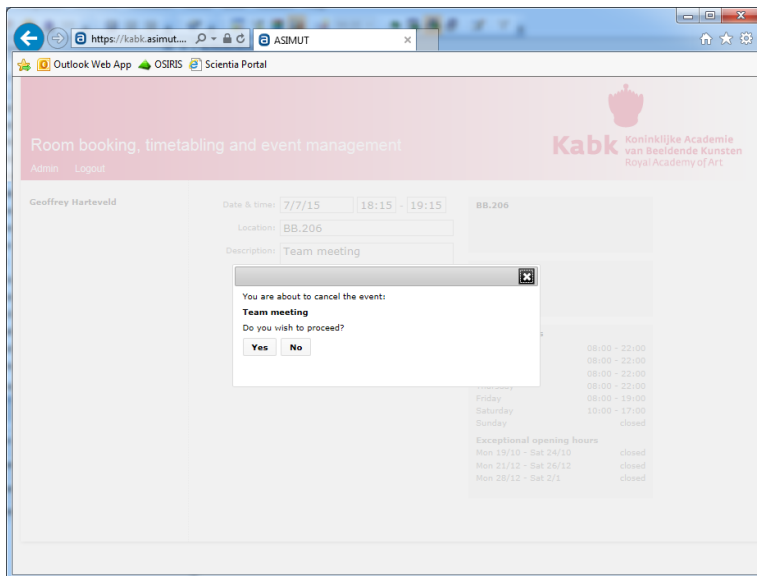 https://kabk.asimut....
ASIMUT
Outlook Web App OSIRIS Scientia Portal
Room booking, timetabling and event management
Admin Logout
Kabk Koninklijke Academie
van Beeldende Kunsten
Royal Academy of Art
Geoffrey Harteveld
Date & time: 7/7/15 18:15 - 19:15
Location: BB.206
Description: Team meeting
BB.206
You are about to cancel the event:
Team meeting
Do you wish to proceed?
Yes No
08:00 - 22:00
08:00 - 22:00
08:00 - 22:00
08:00 - 22:00
Friday 08:00 - 19:00
Saturday 10:00 - 17:00
Sunday closed
Exceptional opening hours
Mon 19/10 - Sat 24/10 closed
Mon 21/12 - Sat 26/12 closed
Mon 28/12 - Sat 2/1 closed